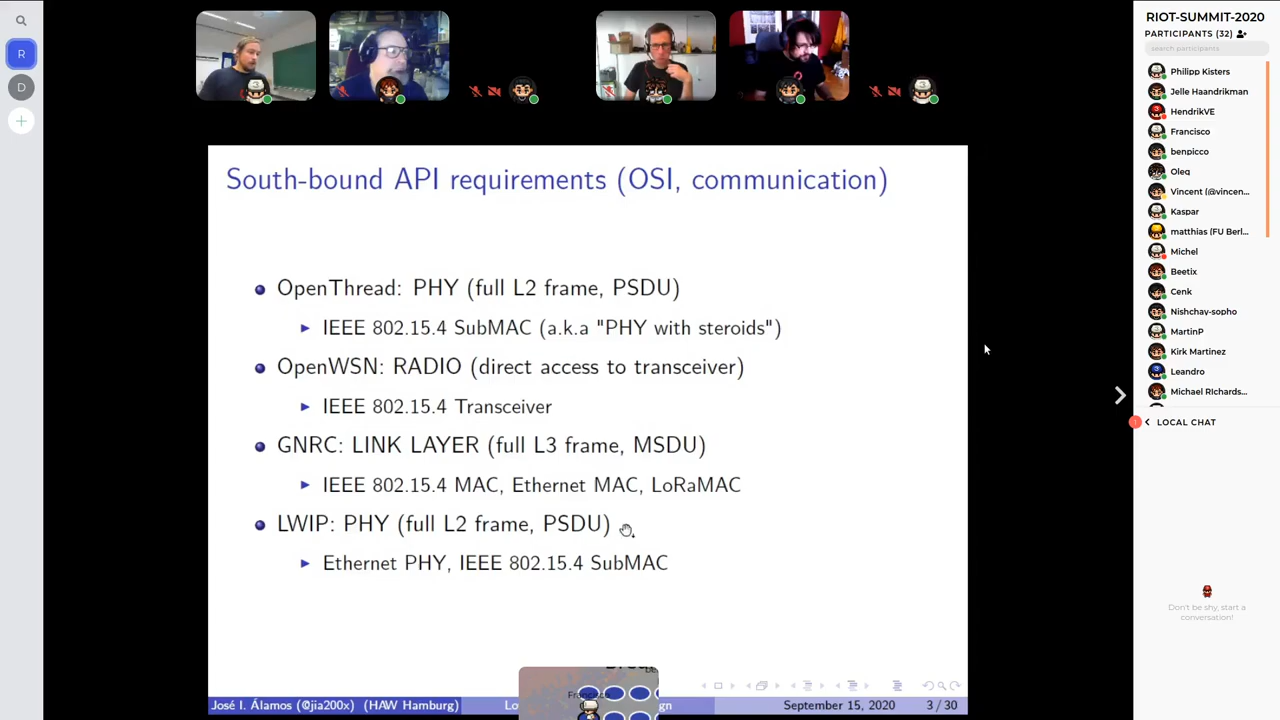 R
D
South-bound API requirements (OSI, communication)
OpenThread: PHY (full L2 frame, PSDU)
IEEE 802.15.4 SubMAC (a.k.a "PHY with steroids")
OpenWSN: RADIO (direct access to transceiver)
IEEE 802.15.4 Transceiver
GNRC: LINK LAYER (full L3 frame, MSDU)
IEEE 802.15.4 MAC, Ethernet MAC, LoRaMAC
LWIP: PHY (full L2 frame, PSDU)
Ethernet PHY, IEEE 802.15.4 SubMAC
Francisco
José I. Álamos (@jia200x) (HAW Hamburg)
September 15, 2020 3 / 30
RIOT-SUMMIT-2020
PARTICIPANTS (32)
search participants
Philipp Kisters
Jelle Haandrikman
HendrikVE
Francisco
benpicco
Oleg
Vincent (@vincen...
Kaspar
matthias (FU Berl...
Michel
Beetix
Cenk
Nishchay-sopho
MartinP
Kirk Martinez
Leandro
Michael RIchards...
LOCAL CHAT
Don't be shy, start a
conversation!